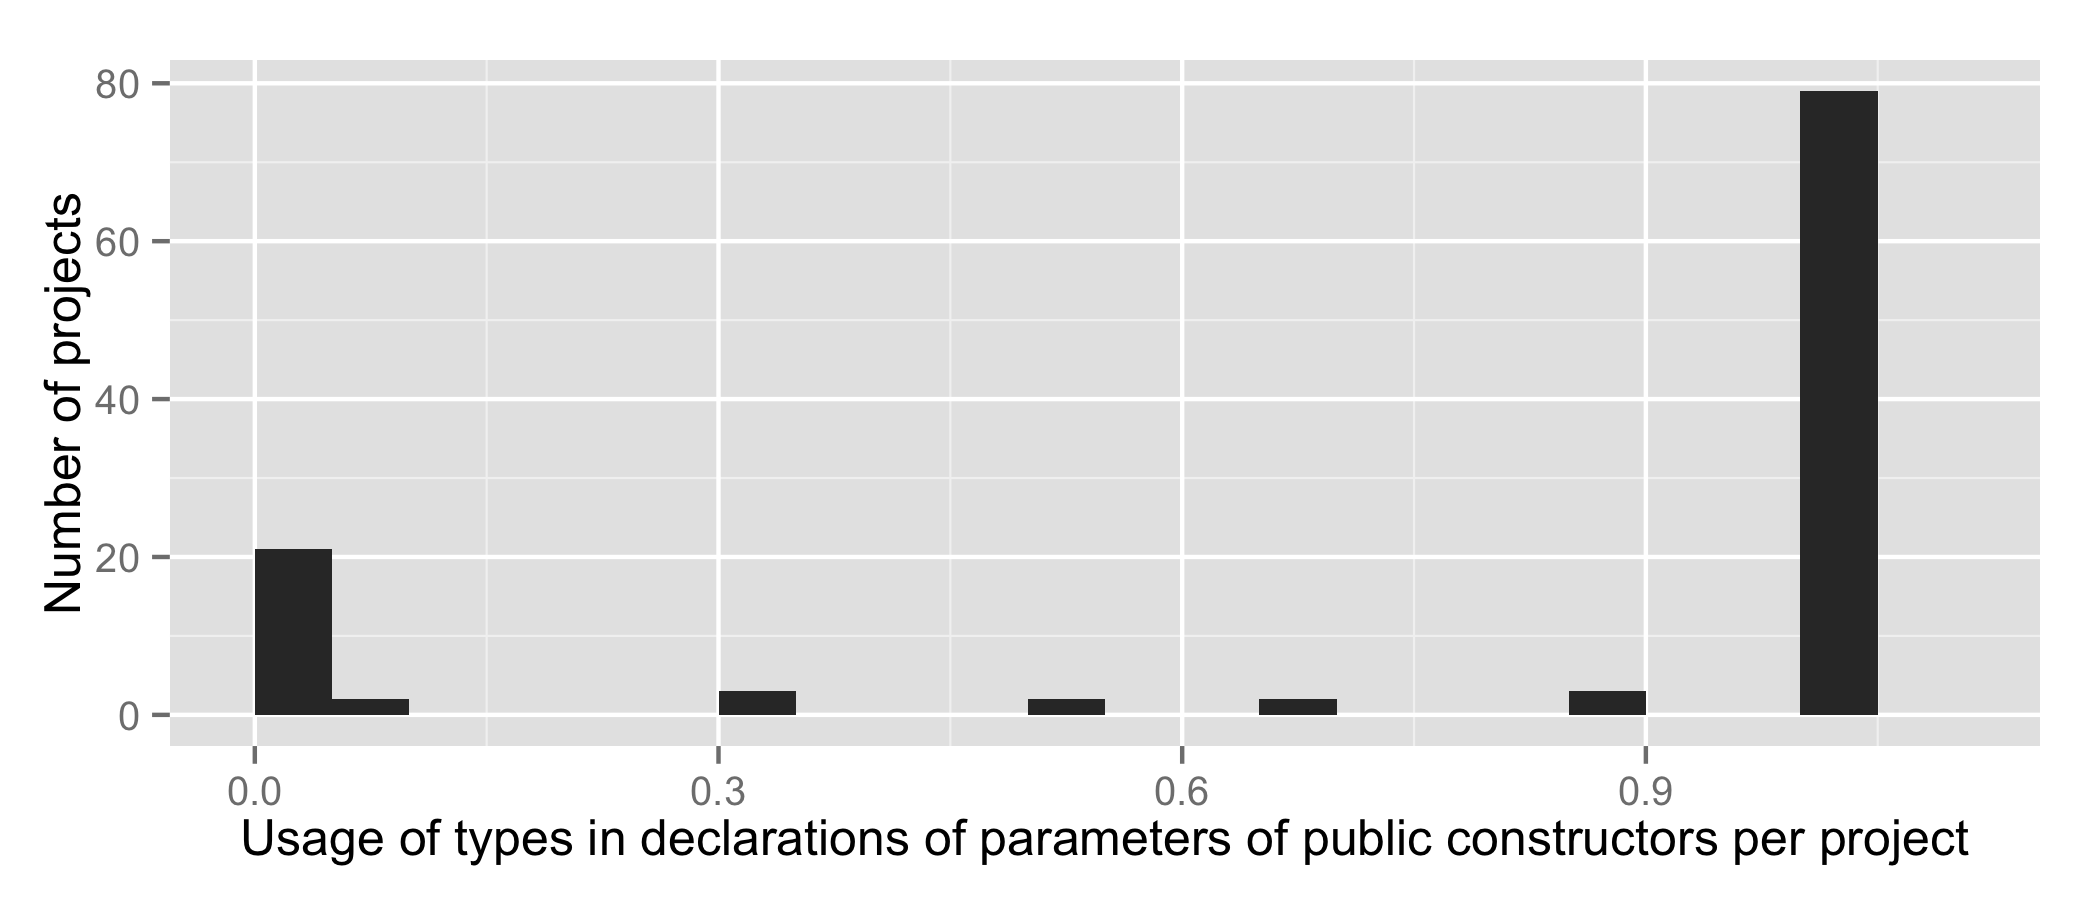 80
60
40
20
0
Number of projects
0.0 0.3 0.6 0.9
Usage of types in declarations of parameters of public constructors per project